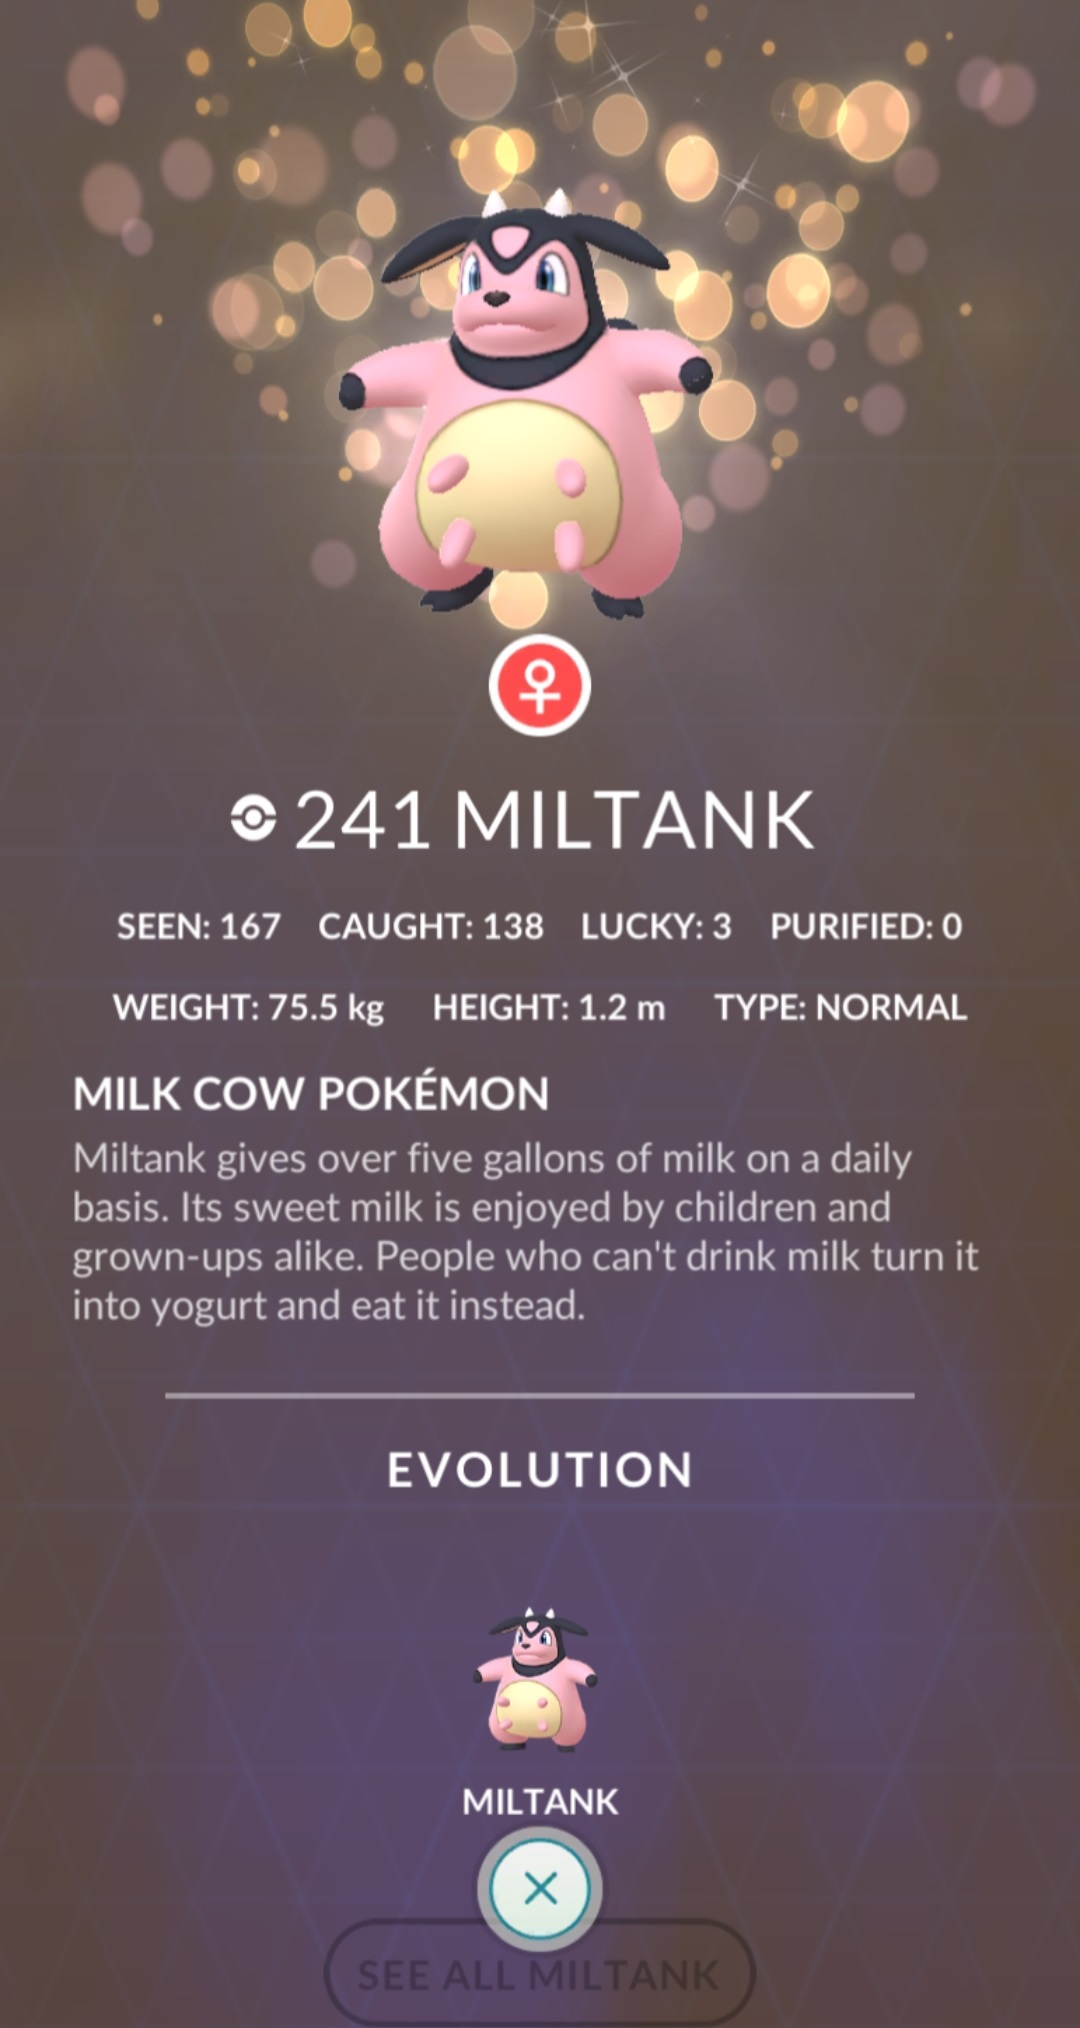 241 MILTANK
SEEN: 167 CAUGHT: 138 LUCKY: 3 PURIFIED: 0
WEIGHT: 75.5 kg HEIGHT: 1.2 m TYPE: NORMAL
MILK COW POKÉMON
Miltank gives over five gallons of milk on a daily
basis. Its sweet milk is enjoyed by children and
grown-ups alike. People who can't drink milk turn it
into yogurt and eat it instead.
EVOLUTION
MILTANK
SEE ALL MILTANK